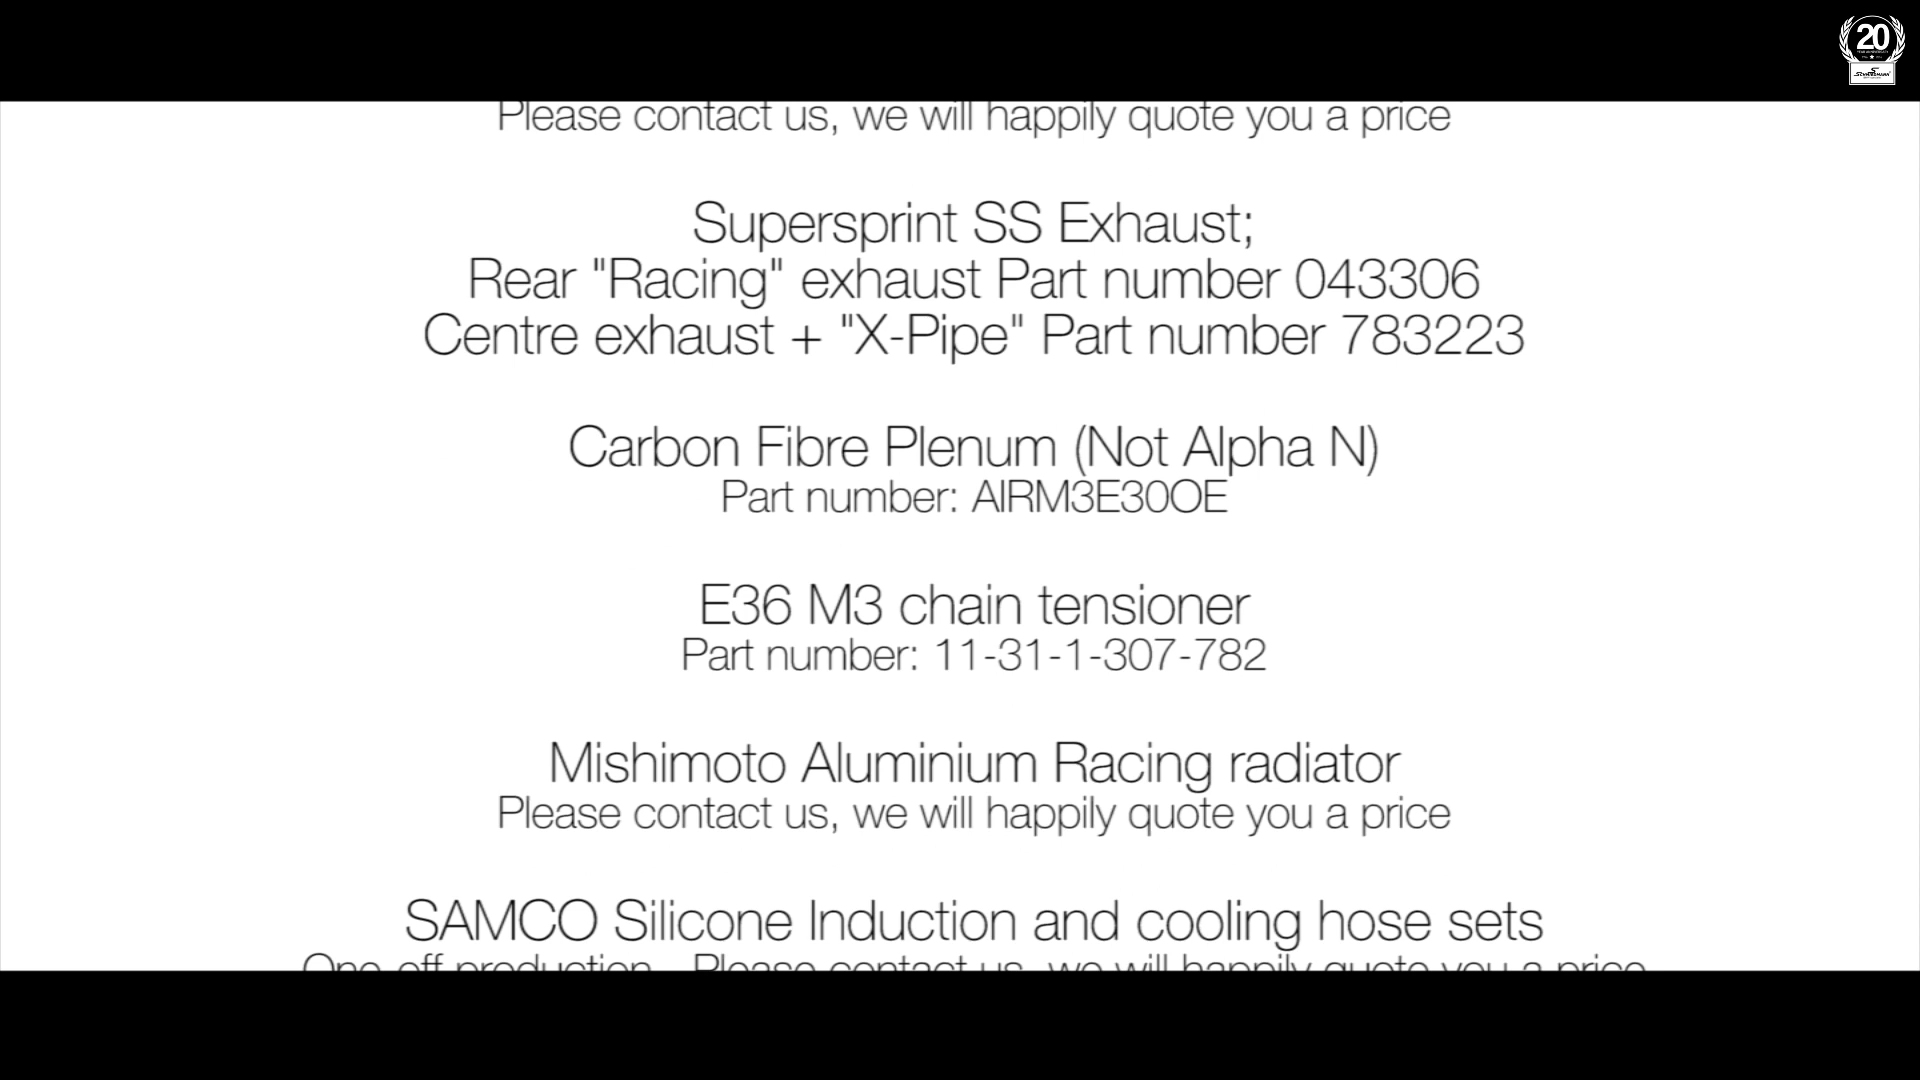 20
Please contact us, we will happily quote you a price
Supersprint SS Exhaust;
Rear "Racing" exhaust Part number 043306
Centre exhaust + "X-Pipe" Part number 783223
Carbon Fibre Plenum (Not Alpha N)
Part number: AIRM3E30OE
E36 M3 chain tensioner
Part number: 11-31-1-307-782
Mishimoto Aluminium Racing radiator
Please contact us, we will happily quote you a price
SAMCO Silicone Induction and cooling hose sets
One off production - Please contact us, we will happily quote you a price